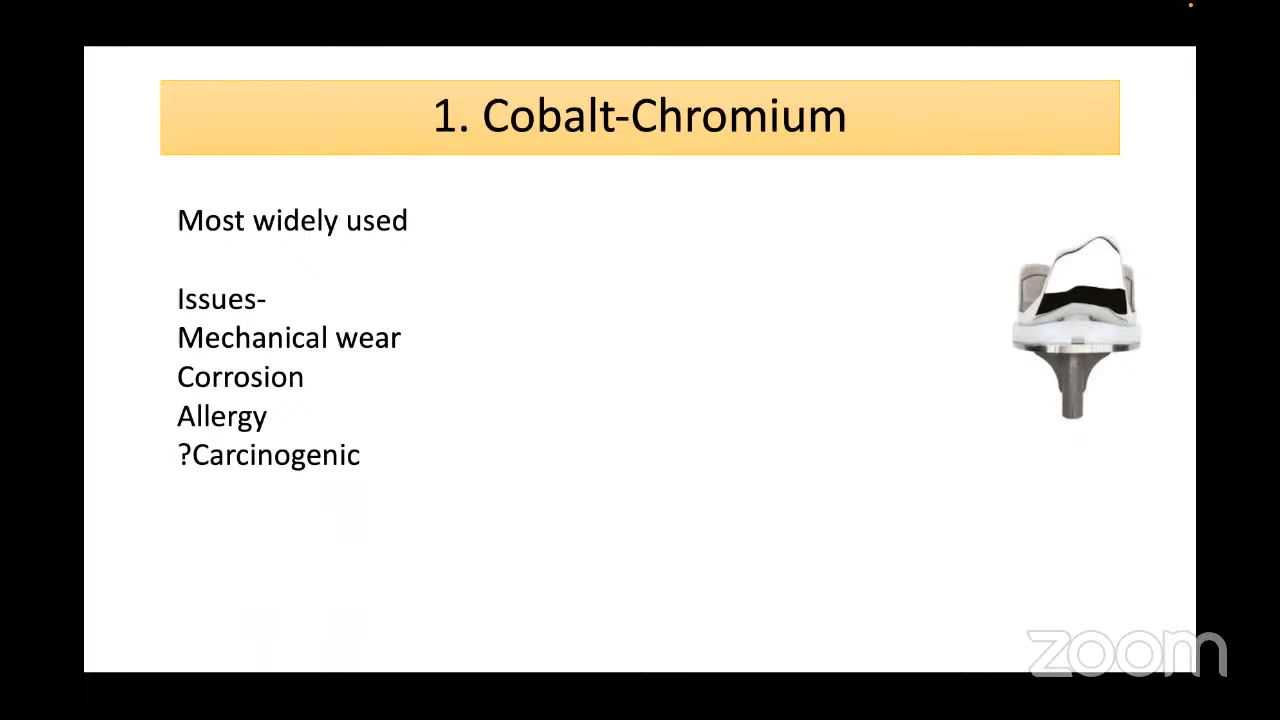 1. Cobalt-Chromium
Most widely used
Issues-
Mechanical wear
Corrosion
Allergy
?Carcinogenic
zoom